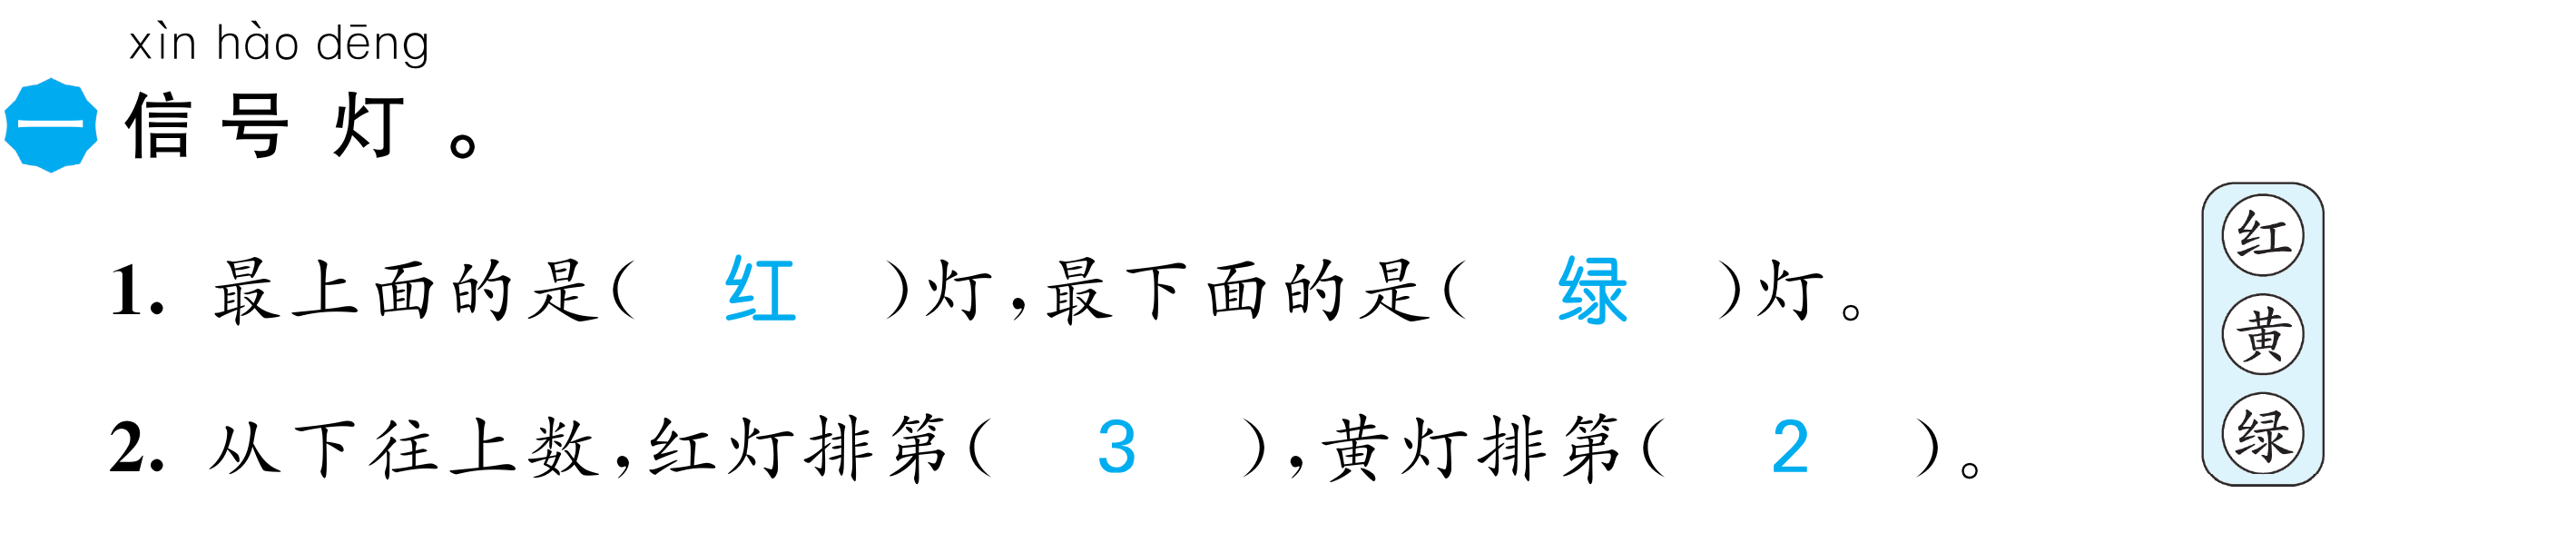 xìn hào dēng
一 信号灯。
1. 最上面的是( 红 )灯,最下面的是( 绿 )灯。
2. 从下往上数,红灯排第( 3 ),黄灯排第( 2 )。
红
黄
绿